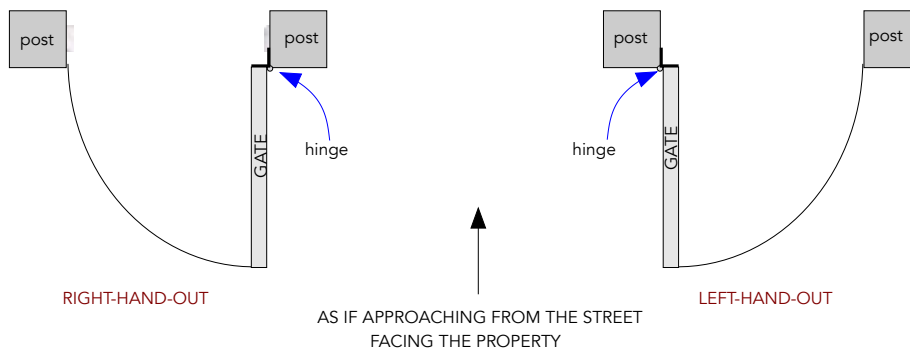 post
post
post
post
hinge
hinge
GATE
GATE
RIGHT-HAND-OUT
LEFT-HAND-OUT
AS IF APPROACHING FROM THE STREET
FACING THE PROPERTY